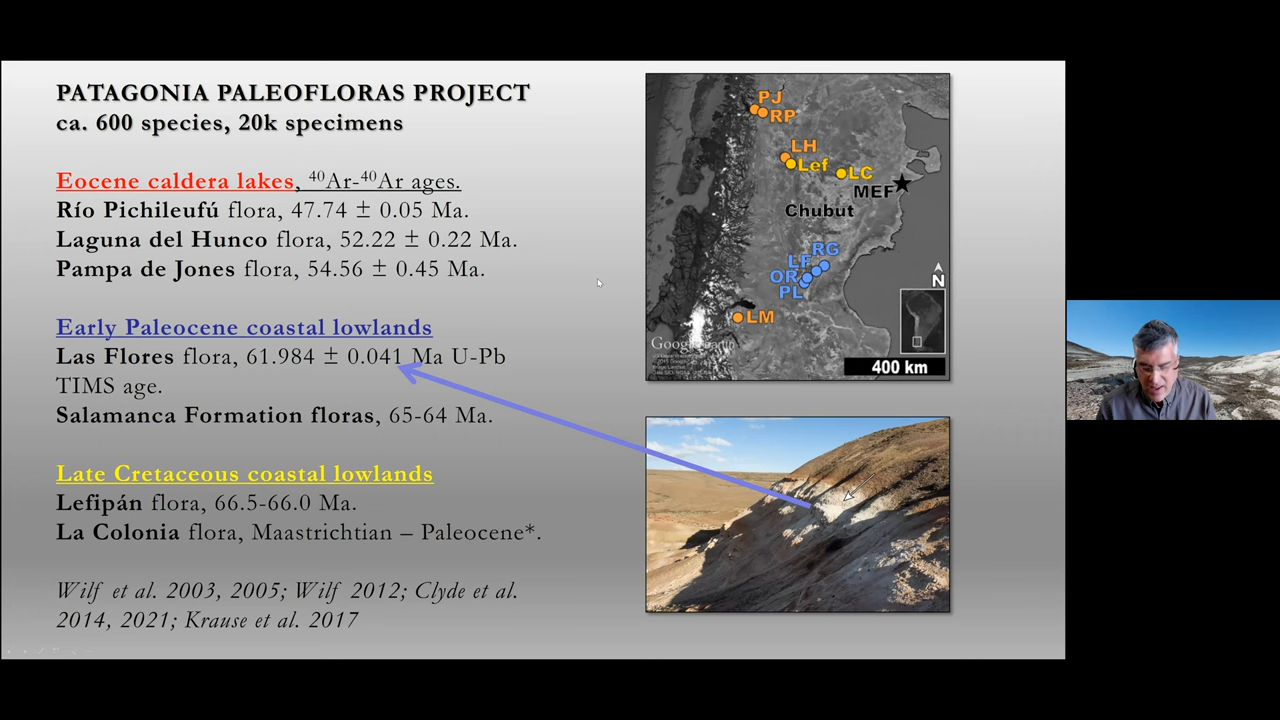 PATAGONIA PALEOFLORAS PROJECT
ca. 600 species, 20k specimens
Eocene caldera lakes, ⁴⁰Ar-⁴⁰Ar ages.
Río Pichileufú flora, 47.74 ± 0.05 Ma.
Laguna del Hunco flora, 52.22 ± 0.22 Ma.
Pampa de Jones flora, 54.56 ± 0.45 Ma.
Early Paleocene coastal lowlands
Las Flores flora, 61.984 ± 0.041 Ma U-Pb
TIMS age.
Salamanca Formation floras, 65-64 Ma.
Late Cretaceous coastal lowlands
Lefipán flora, 66.5-66.0 Ma.
La Colonia flora, Maastrichtian – Paleocene*.
Wilf et al. 2003, 2005; Wilf 2012; Clyde et al.
2014, 2021; Krause et al. 2017
PJ
RP
LH
Lef
LC
MEF
Chubut
RG
LF
OR
PL
LM
N
Google earth
400 km